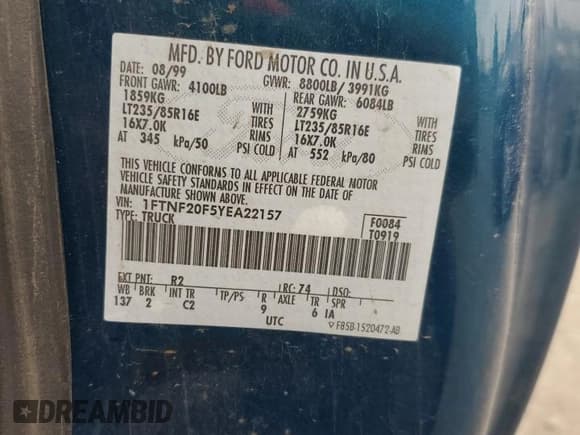 MFD. BY FORD MOTOR CO. IN U.S.A.
DATE: 08/99 GVWR: 8800LB/ 3991KG
FRONT GAWR: 4100LB REAR GAWR: 6084LB
1859KG WITH 2759KG WITH
LT235/85R16E TIRES LT235/85R16E TIRES
16X7.0K RIMS 16X7.0K RIMS
AT 345 kPa/50 PSI COLD AT 552 kPa/80 PSI COLD
THIS VEHICLE CONFORMS TO ALL APPLICABLE FEDERAL MOTOR
VEHICLE SAFETY STANDARDS IN EFFECT ON THE DATE OF
MANUFACTURE SHOWN ABOVE.
VIN: 1FTNF20F5YEA22157
TYPE: TRUCK
F0084
T0919
EXT PNT: R2 RC: 74 DSO:
WB BRK INT TR TP/PS R AXLE TR SPR
137 2 C2 9 6 IA
UTC
F85B-1520472-AB
DREAMBID